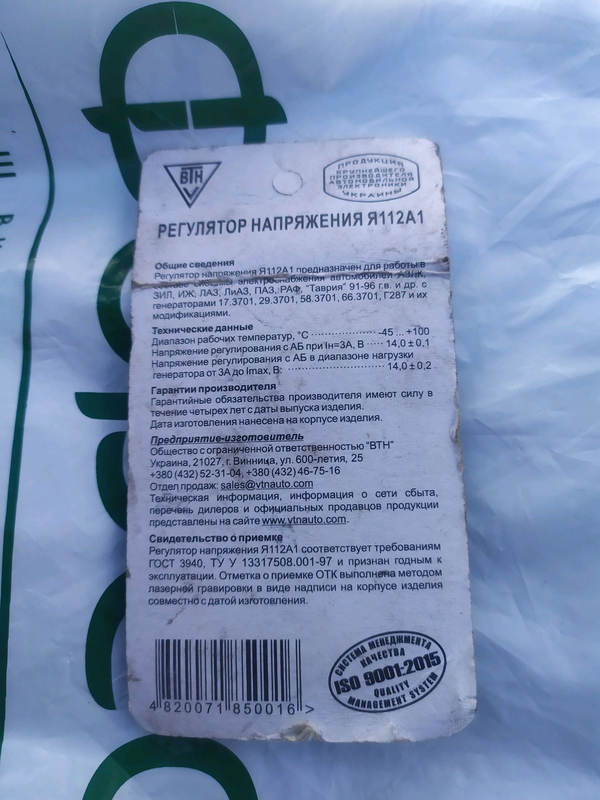 ВТН
ПРОДУКЦИЯ
КРУПНЕЙШЕГО
ПРОИЗВОДИТЕЛЯ
АВТОМОБИЛЬНОЙ
ЭЛЕКТРОНИКИ
УКРАИНЫ
РЕГУЛЯТОР НАПРЯЖЕНИЯ Я112А1
Общие сведения
Регулятор напряжения Я112А1 предназначен для работы в
составе системы электроснабжения автомобилей АЗЛК,
ЗИЛ, ИЖ, ЛАЗ, ЛиАЗ, ПАЗ, РАФ, "Таврия" 91-96 г.в. и др. с
генераторами 17.3701, 29.3701, 58.3701, 66.3701, Г287 и их
модификациями.
Технические данные
Диапазон рабочих температур, °С ................ -45 ... +100
Напряжение регулирования с АБ при Iн=3А, В ..... 14,0 ± 0,1
Напряжение регулирования с АБ в диапазоне нагрузки
генератора от 3А до Imax, В: ............................ 14,0 ± 0,2
Гарантии производителя
Гарантийные обязательства производителя имеют силу в
течение четырех лет с даты выпуска изделия.
Дата изготовления нанесена на корпусе изделия.
Предприятие-изготовитель
Общество с ограниченной ответственностью "ВТН"
Украина, 21027, г. Винница, ул. 600-летия, 25
+380 (432) 52-31-04, +380 (432) 46-75-16
Отдел продаж: sales@vtnauto.com
Техническая информация, информация о сети сбыта,
перечень дилеров и официальных продавцов продукции
представлены на сайте www.vtnauto.com.
Свидетельство о приемке
Регулятор напряжения Я112А1 соответствует требованиям
ГОСТ 3940, ТУ У 13317508.001-97 и признан годным к
эксплуатации. Отметка о приемке ОТК выполнена методом
лазерной гравировки в виде надписи на корпусе изделия
совместно с датой изготовления.
4 820071 850016 >
СИСТЕМА МЕНЕДЖМЕНТА
КАЧЕСТВА
ISO 9001:2015
QUALITY
MANAGEMENT SYSTEM